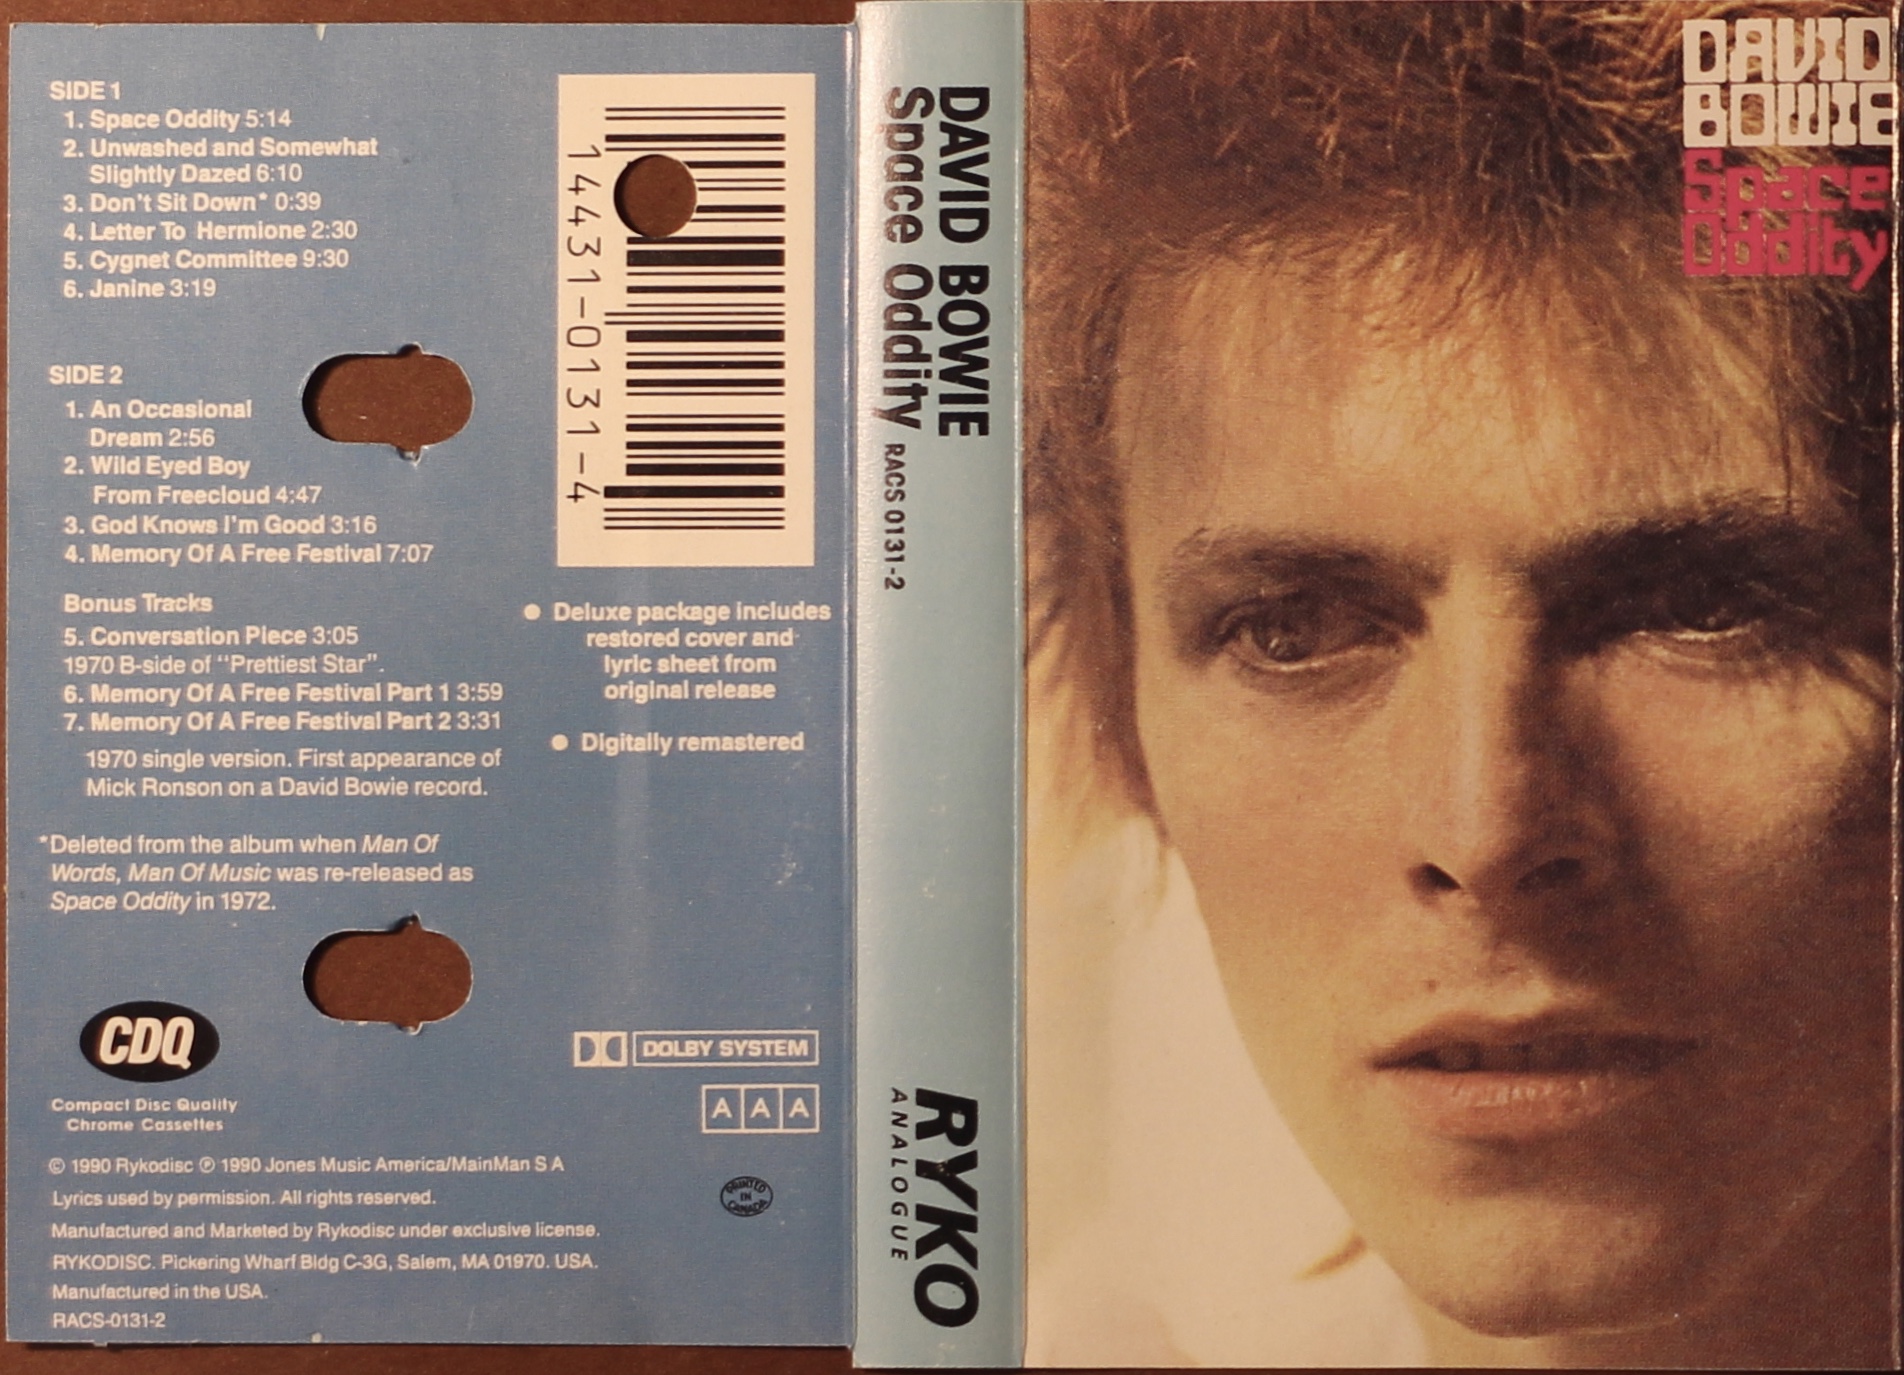 SIDE 1
1. Space Oddity 5:14
2. Unwashed and Somewhat
Slightly Dazed 6:10
3. Don't Sit Down* 0:39
4. Letter To Hermione 2:30
5. Cygnet Committee 9:30
6. Janine 3:19
SIDE 2
1. An Occasional
Dream 2:56
2. Wild Eyed Boy
From Freecloud 4:47
3. God Knows I'm Good 3:16
4. Memory Of A Free Festival 7:07
Bonus Tracks
5. Conversation Piece 3:05
1970 B-side of "Prettiest Star".
6. Memory Of A Free Festival Part 1 3:59
7. Memory Of A Free Festival Part 2 3:31
1970 single version. First appearance of
Mick Ronson on a David Bowie record.
*Deleted from the album when Man Of
Words, Man Of Music was re-released as
Space Oddity in 1972.
CDQ
Compact Disc Quality
Chrome Cassettes
© 1990 Rykodisc ℗ 1990 Jones Music America/MainMan S A
Lyrics used by permission. All rights reserved.
Manufactured and Marketed by Rykodisc under exclusive license.
RYKODISC. Pickering Wharf Bldg C-3G, Salem, MA 01970. USA.
Manufactured in the USA.
RACS-0131-2
14431-0131-4
● Deluxe package includes
restored cover and
lyric sheet from
original release
● Digitally remastered
DOLBY SYSTEM
A A A
PRINTED
IN
CANADA
DAVID BOWIE
Space Oddity RACS 0131-2
RYKO
ANALOGUE
DAVID
BOWIE
Space
Oddity